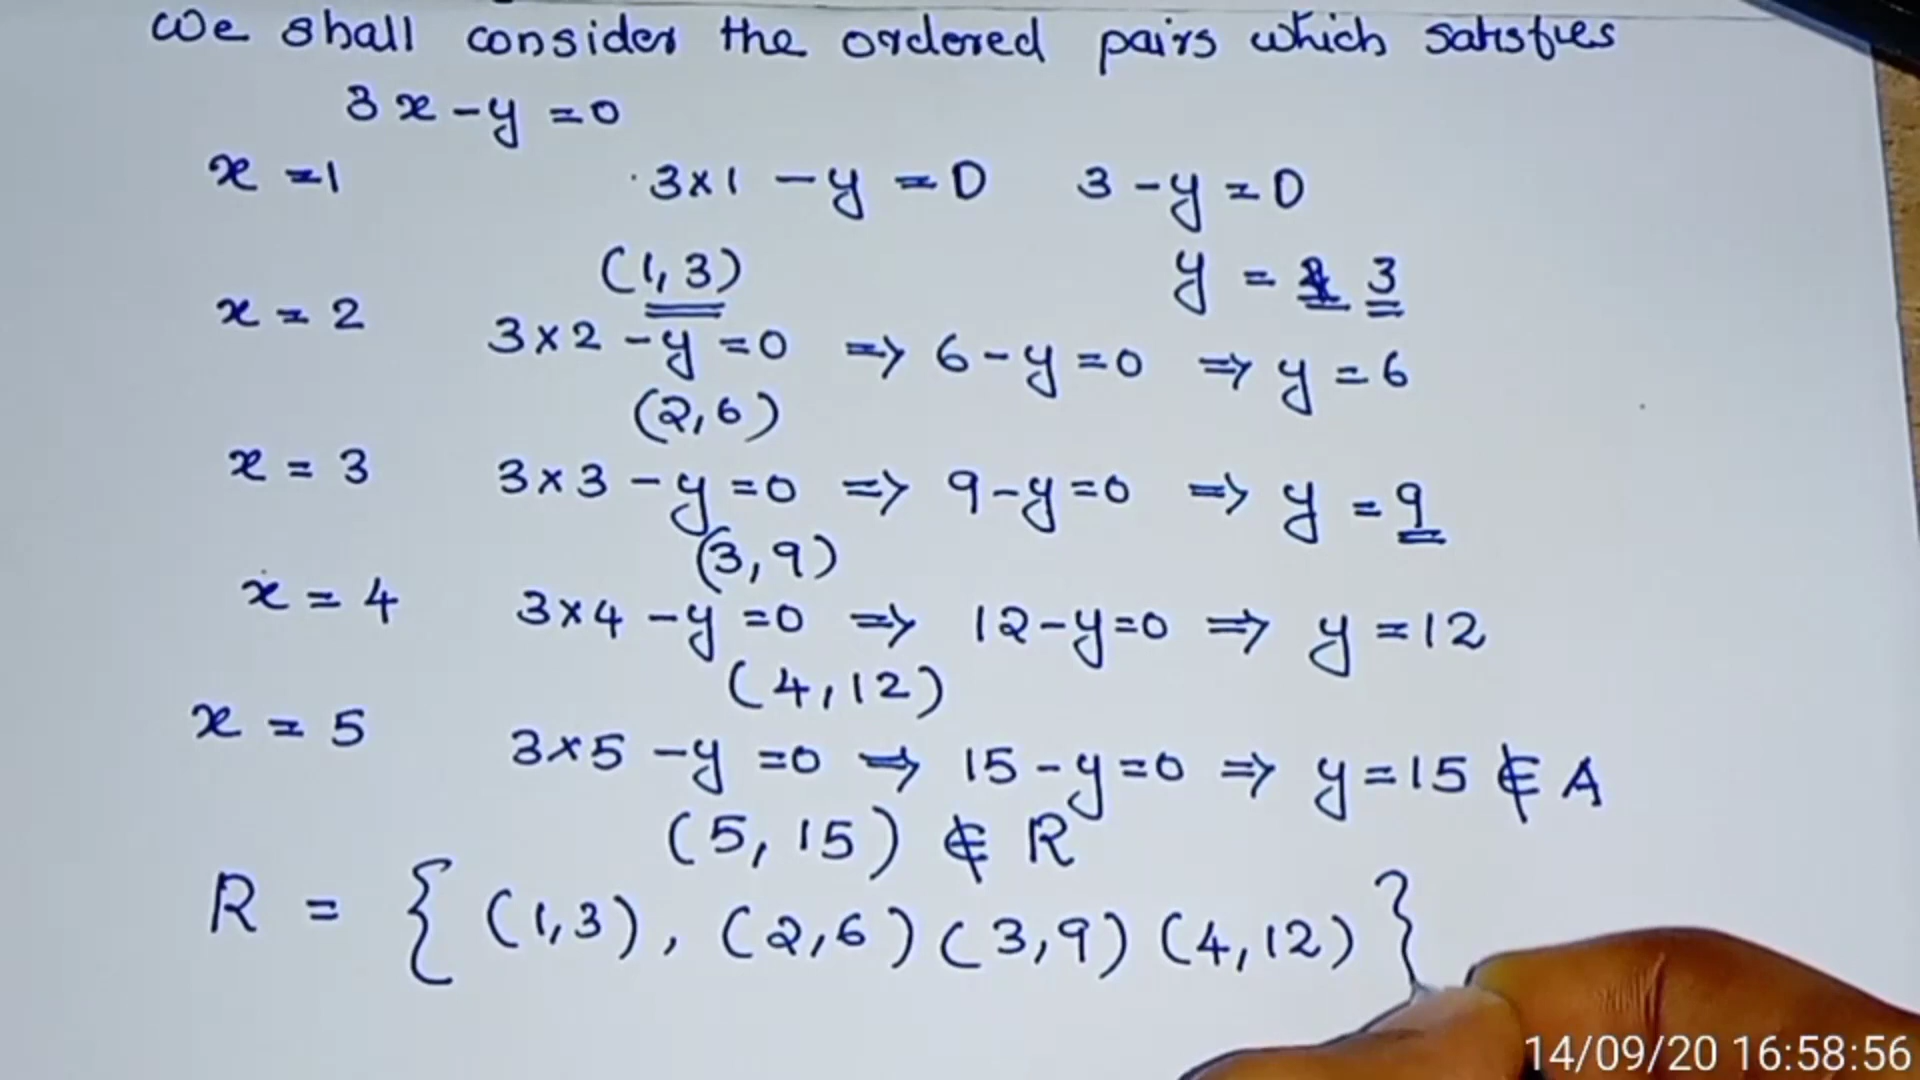 We shall consider the ordered pairs which satisfies
3x - y = 0
x = 1 3×1 - y = 0 3 - y = 0
(1, 3) y = 3
x = 2 3×2 - y = 0 ⇒ 6 - y = 0 ⇒ y = 6
(2, 6)
x = 3 3×3 - y = 0 ⇒ 9 - y = 0 ⇒ y = 9
(3, 9)
x = 4 3×4 - y = 0 ⇒ 12 - y = 0 ⇒ y = 12
(4, 12)
x = 5 3×5 - y = 0 ⇒ 15 - y = 0 ⇒ y = 15 ∉ A
(5, 15) ∉ R
R = { (1,3), (2,6) (3,9) (4,12) }
14/09/20 16:58:56